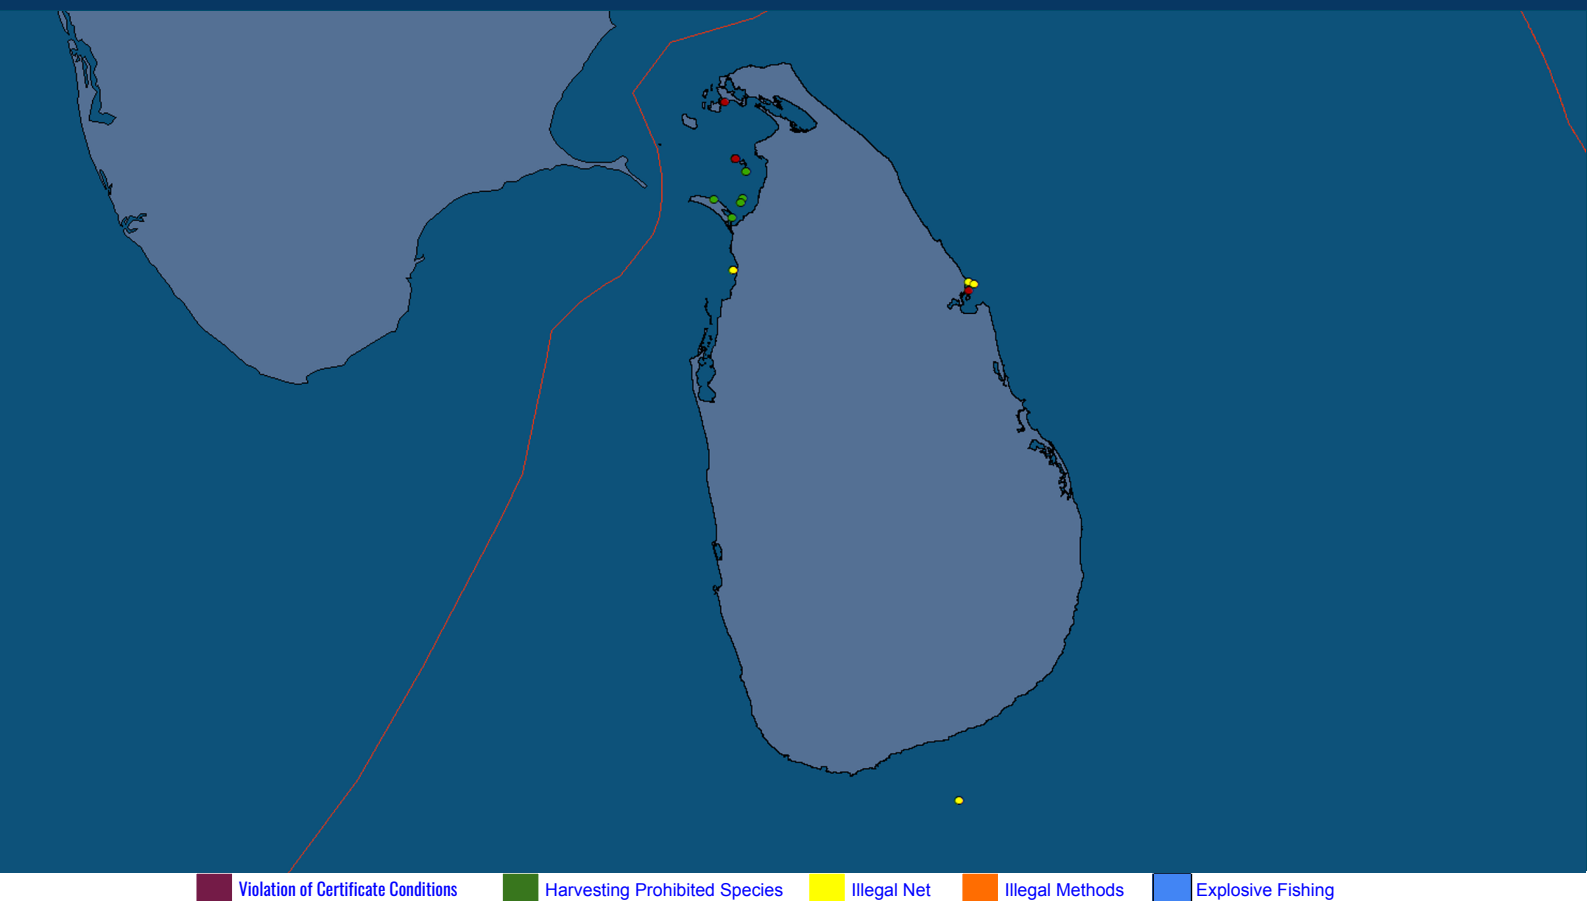 Violation of Certificate Conditions
Harvesting Prohibited Species
Illegal Net
Illegal Methods
Explosive Fishing